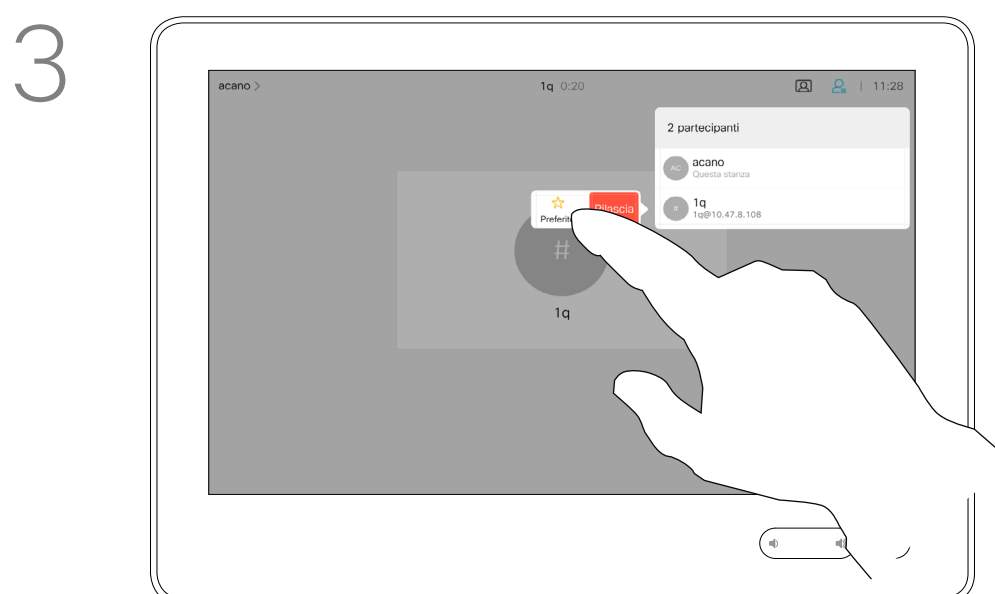 3
acano >
1q 0:20
11:28
2 partecipanti
AC
acano
Questa stanza
#
1q
1q@10.47.8.108
Rilascia
#
1q